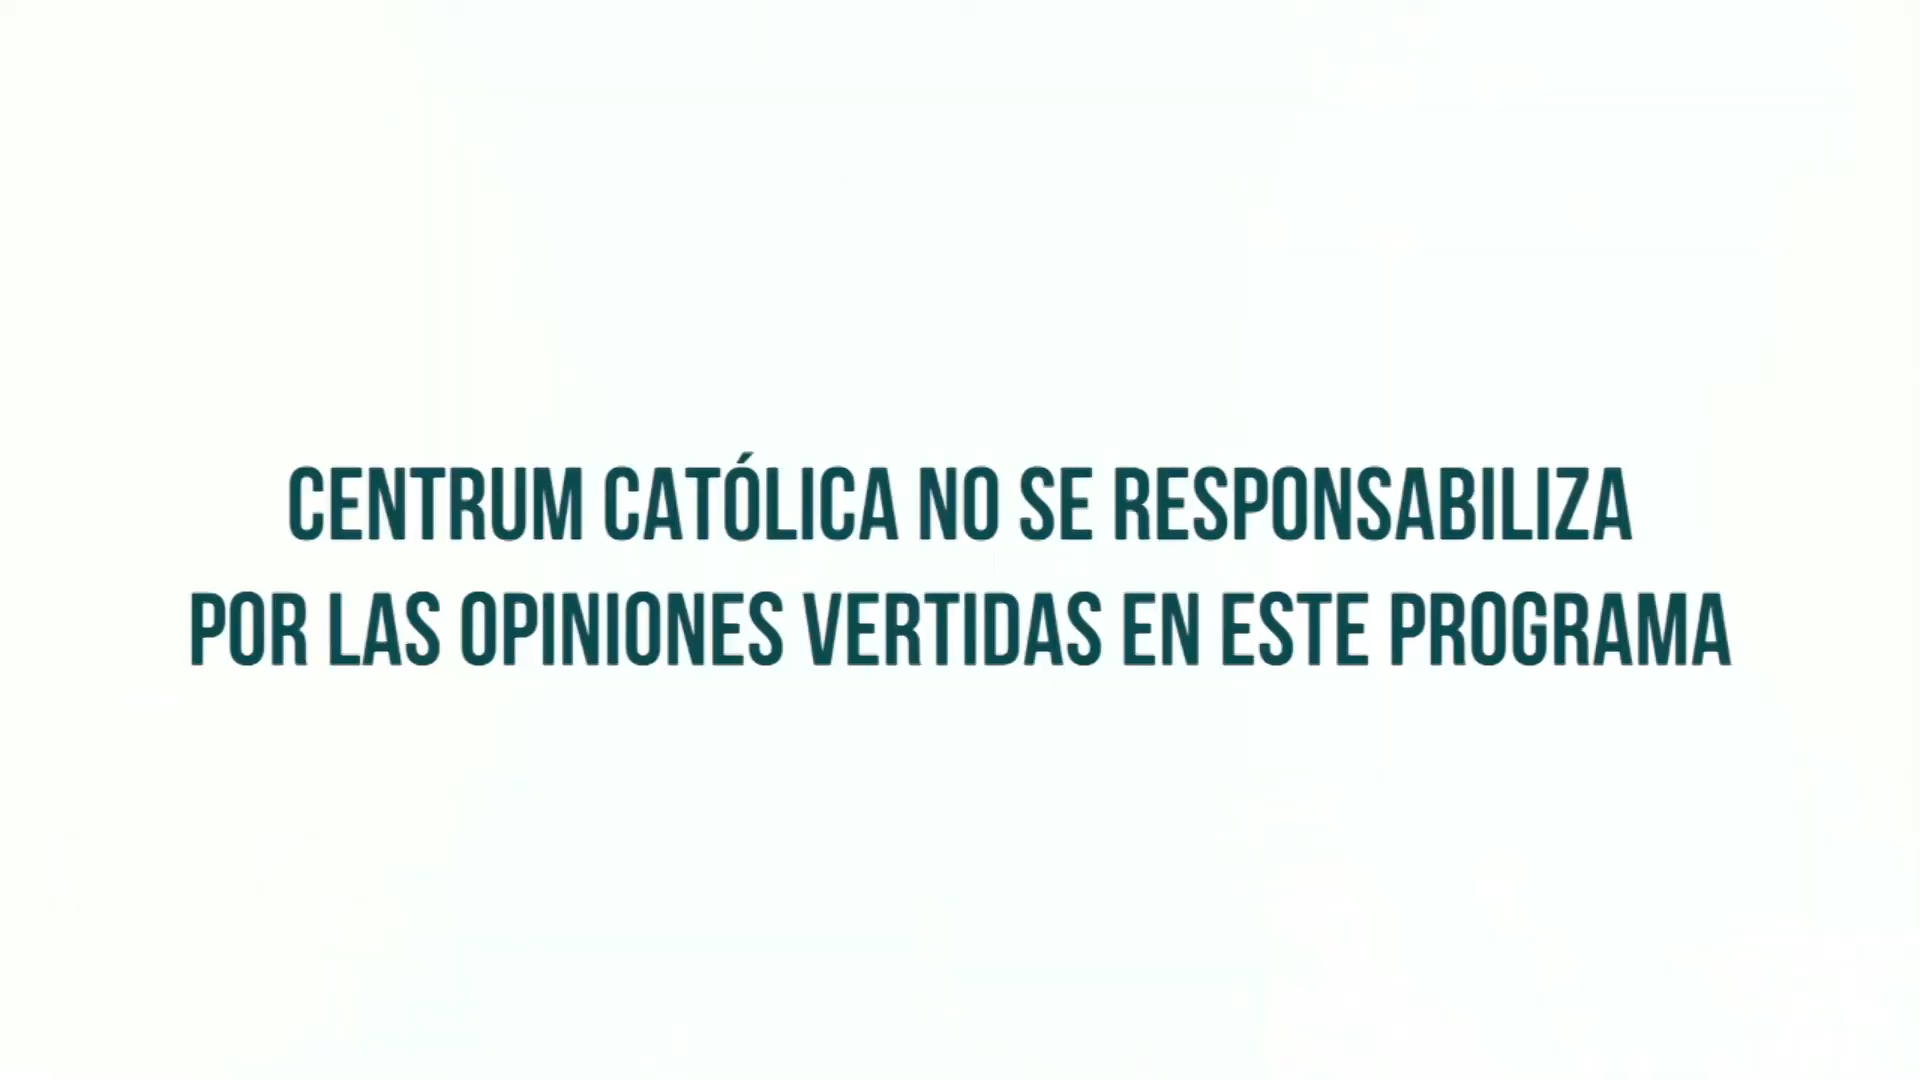 CENTRUM CATÓLICA NO SE RESPONSABILIZA
POR LAS OPINIONES VERTIDAS EN ESTE PROGRAMA